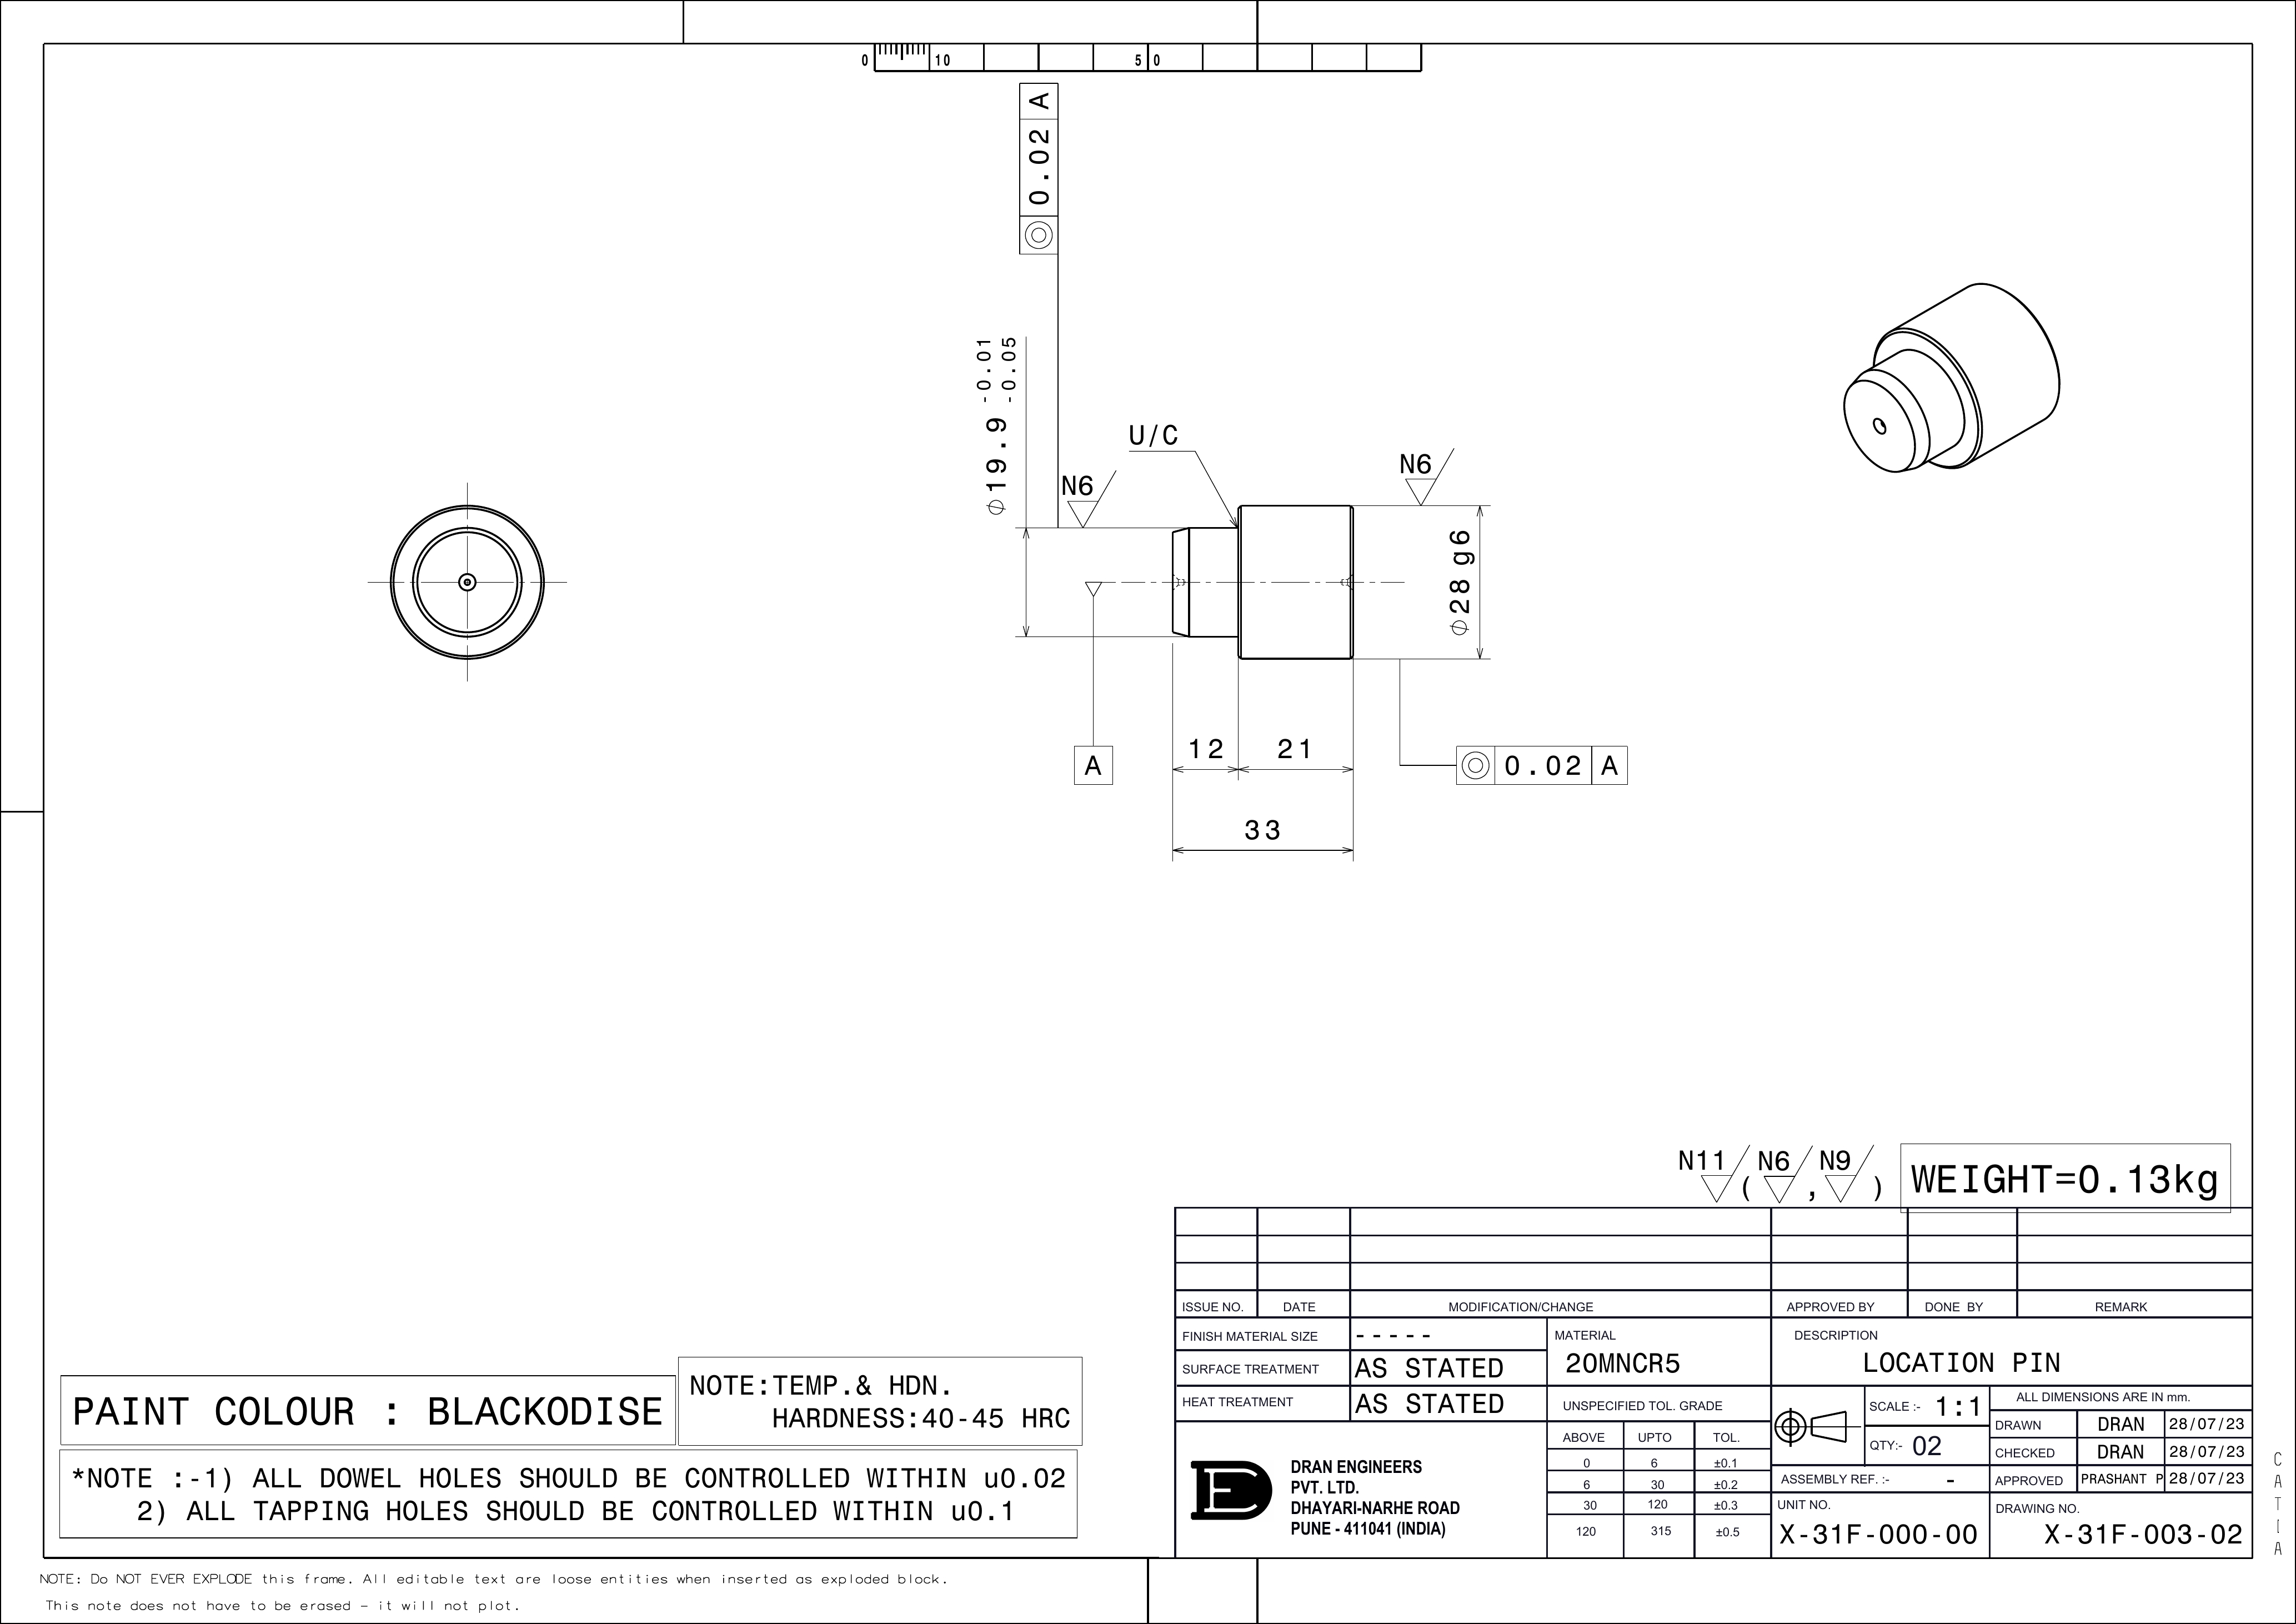 0 10 50
⌾ 0.02 A
⌀19.9 -0.01 -0.05
N6
U/C
N6
⌀28 g6
A
12 21
⌾ 0.02 A
33
N11 (N6, N9)
WEIGHT=0.13kg
ISSUE NO. DATE MODIFICATION/CHANGE APPROVED BY DONE BY REMARK
FINISH MATERIAL SIZE -----
SURFACE TREATMENT AS STATED
HEAT TREATMENT AS STATED
MATERIAL
20MNCR5
DESCRIPTION
LOCATION PIN
UNSPECIFIED TOL. GRADE
ABOVE UPTO TOL.
0 6 ±0.1
6 30 ±0.2
30 120 ±0.3
120 315 ±0.5
SCALE :- 1:1
QTY:- 02
ALL DIMENSIONS ARE IN mm.
DRAWN DRAN 28/07/23
CHECKED DRAN 28/07/23
APPROVED PRASHANT P 28/07/23
ASSEMBLY REF. :- -
UNIT NO.
X-31F-000-00
DRAWING NO.
X-31F-003-02
DE
DRAN ENGINEERS
PVT. LTD.
DHAYARI-NARHE ROAD
PUNE - 411041 (INDIA)
PAINT COLOUR : BLACKODISE
NOTE:TEMP.& HDN.
HARDNESS:40-45 HRC
*NOTE :-1) ALL DOWEL HOLES SHOULD BE CONTROLLED WITHIN u0.02
2) ALL TAPPING HOLES SHOULD BE CONTROLLED WITHIN u0.1
NOTE: Do NOT EVER EXPLODE this frame. All editable text are loose entities when inserted as exploded block.
This note does not have to be erased - it will not plot.
CATIA